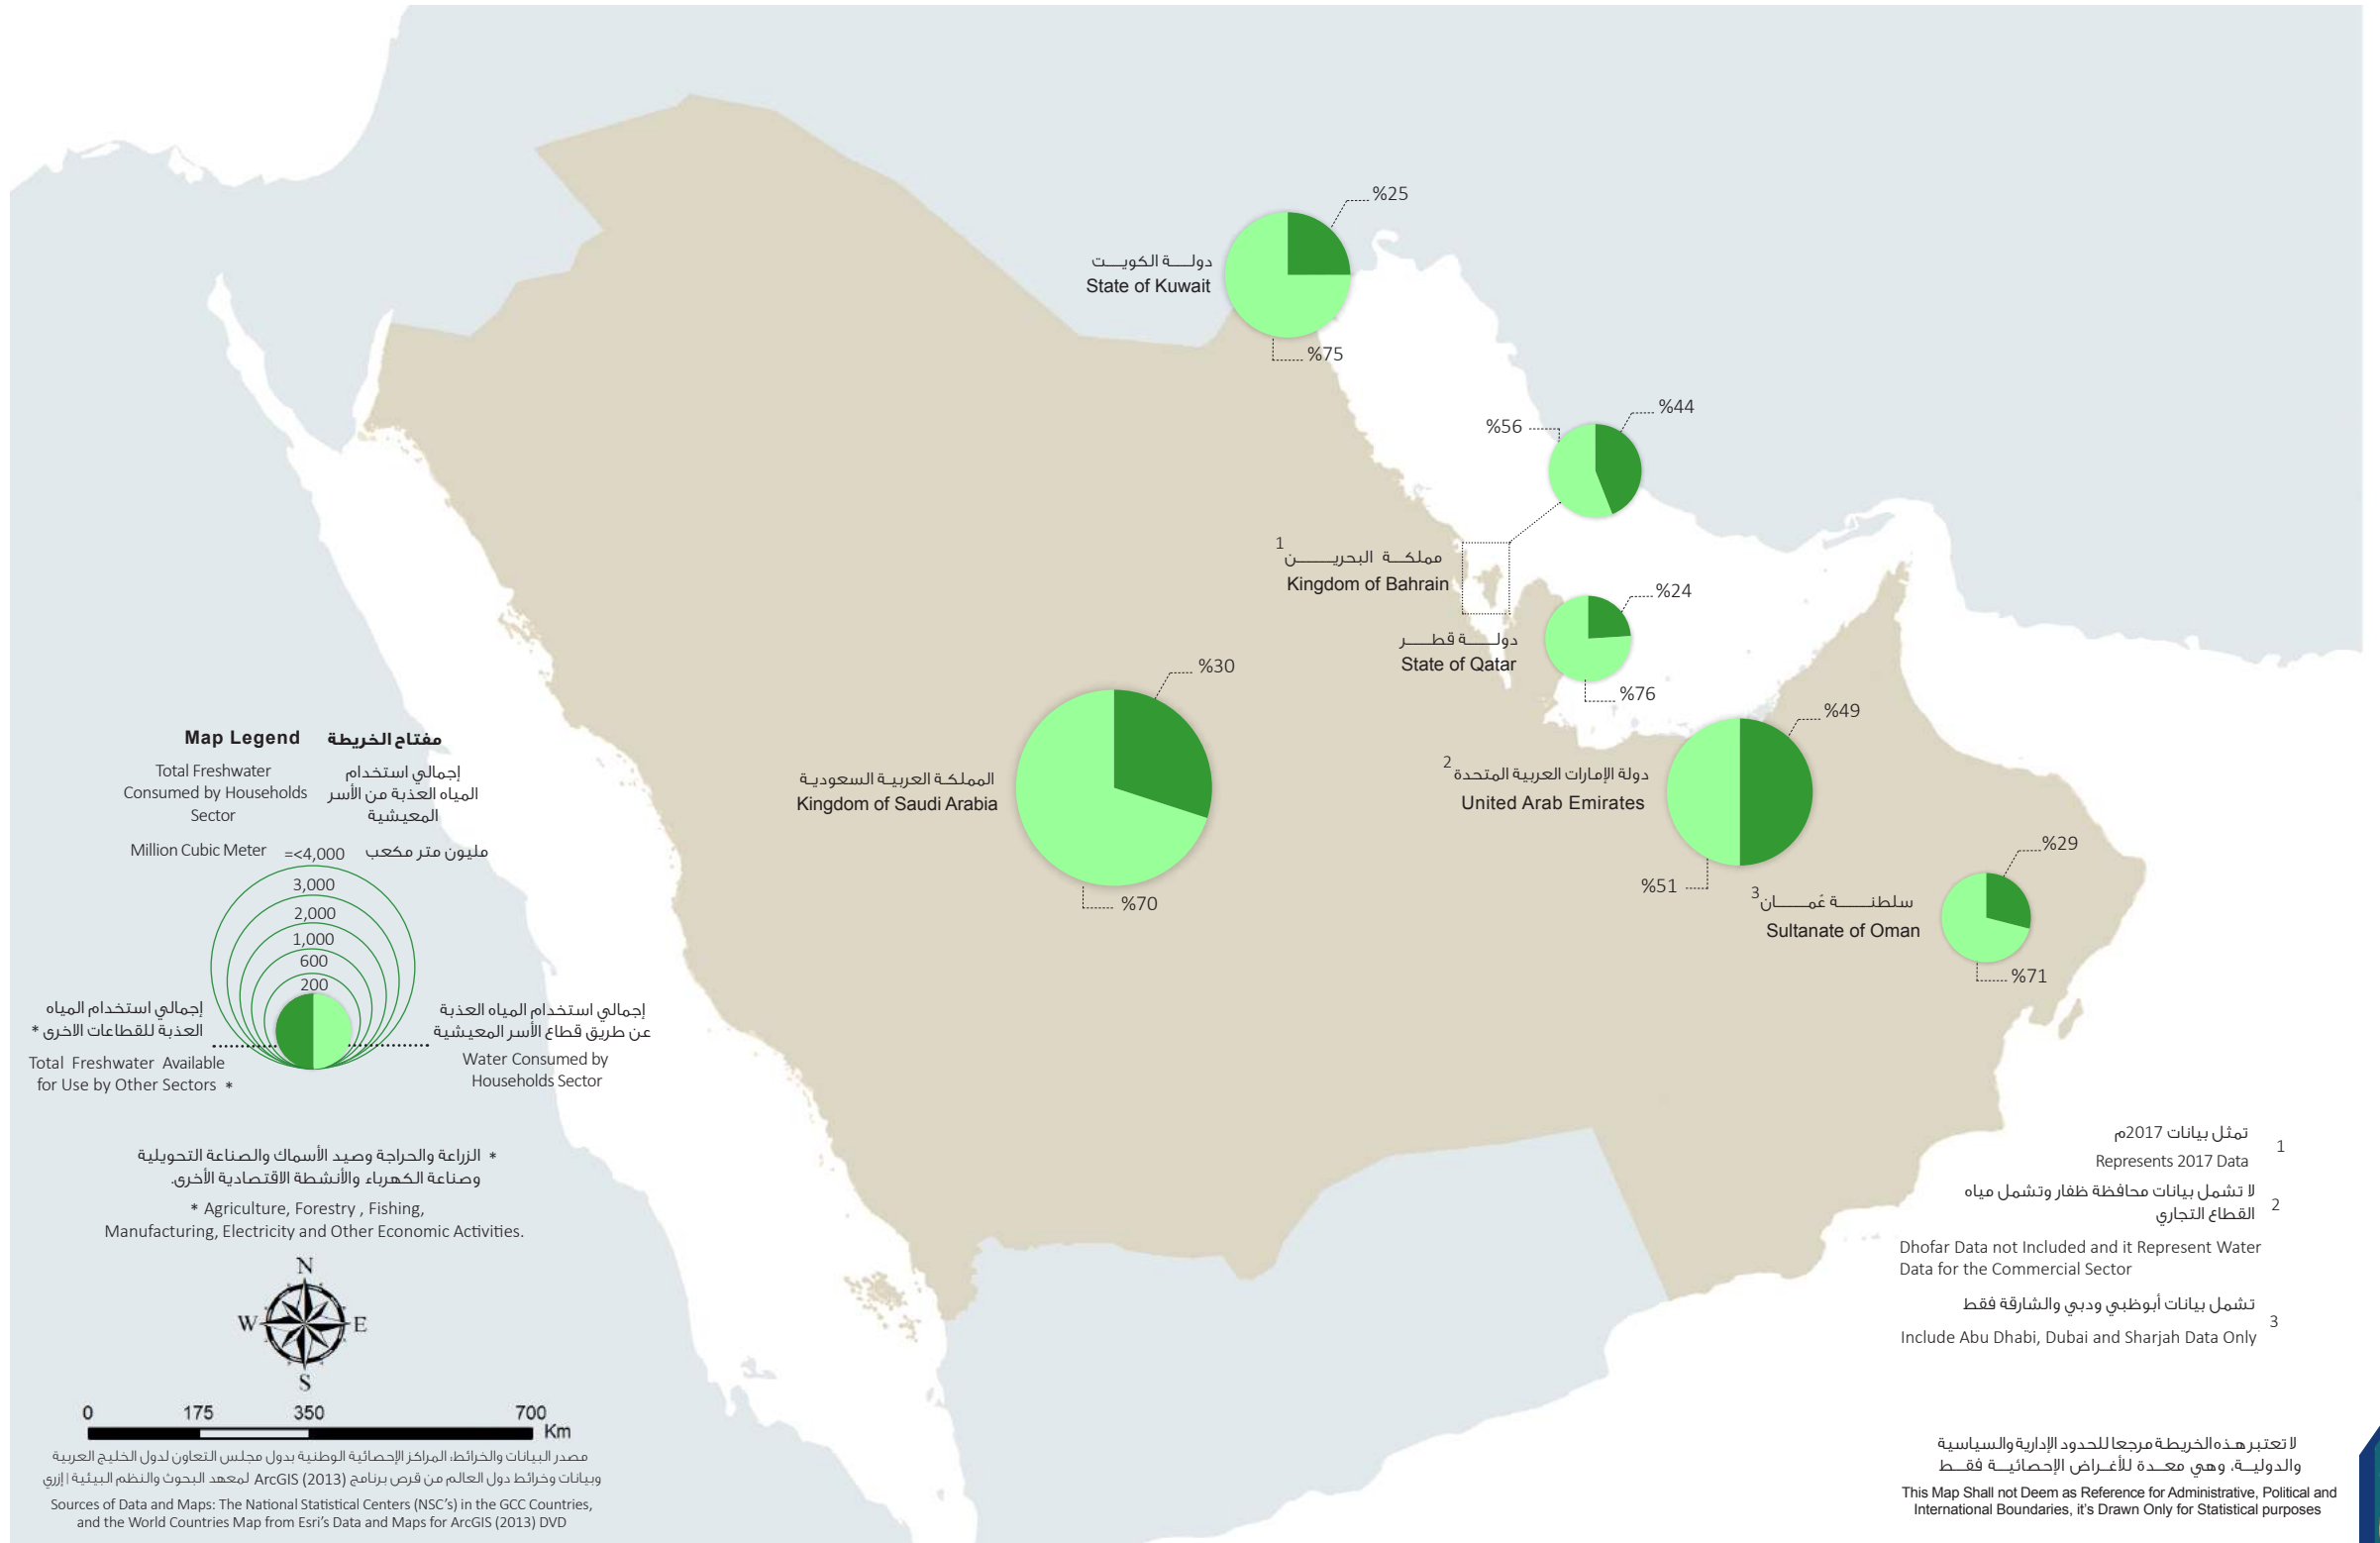 %25
دولة الكويت
State of Kuwait
%75
%44
%56
1
مملكة البحرين
Kingdom of Bahrain
%24
دولة قطر
State of Qatar
%76
%30
المملكة العربية السعودية
Kingdom of Saudi Arabia
%70
%49
2
دولة الإمارات العربية المتحدة
United Arab Emirates
%51
%29
3
سلطنة عُمان
Sultanate of Oman
%71
Map Legend
مفتاح الخريطة
Total Freshwater
Consumed by Households
Sector
إجمالي استخدام
المياه العذبة من الأسر
المعيشية
Million Cubic Meter
=<4,000
مليون متر مكعب
3,000
2,000
1,000
600
200
إجمالي استخدام المياه
العذبة للقطاعات الاخرى *
Total Freshwater Available
for Use by Other Sectors *
إجمالي استخدام المياه العذبة
عن طريق قطاع الأسر المعيشية
Water Consumed by
Households Sector
* الزراعة والحراجة وصيد الأسماك والصناعة التحويلية
وصناعة الكهرباء والأنشطة الاقتصادية الأخرى.
* Agriculture, Forestry , Fishing,
Manufacturing, Electricity and Other Economic Activities.
N
W
E
S
0 175 350 700
Km
مصدر البيانات والخرائط: المراكز الإحصائية الوطنية بدول مجلس التعاون لدول الخليج العربية
وبيانات وخرائط دول العالم من قرص برنامج ArcGIS (2013) لمعهد البحوث والنظم البيئية | إزري
Sources of Data and Maps: The National Statistical Centers (NSC’s) in the GCC Countries,
and the World Countries Map from Esri’s Data and Maps for ArcGIS (2013) DVD
تمثل بيانات 2017م
1
Represents 2017 Data
لا تشمل بيانات محافظة ظفار وتشمل مياه
القطاع التجاري
2
Dhofar Data not Included and it Represent Water
Data for the Commercial Sector
تشمل بيانات أبوظبي ودبي والشارقة فقط
3
Include Abu Dhabi, Dubai and Sharjah Data Only
لا تعتبر هذه الخريطة مرجعا للحدود الإدارية والسياسية
والدولية، وهي معدة للأغراض الإحصائية فقط
This Map Shall not Deem as Reference for Administrative, Political and
International Boundaries, it’s Drawn Only for Statistical purposes